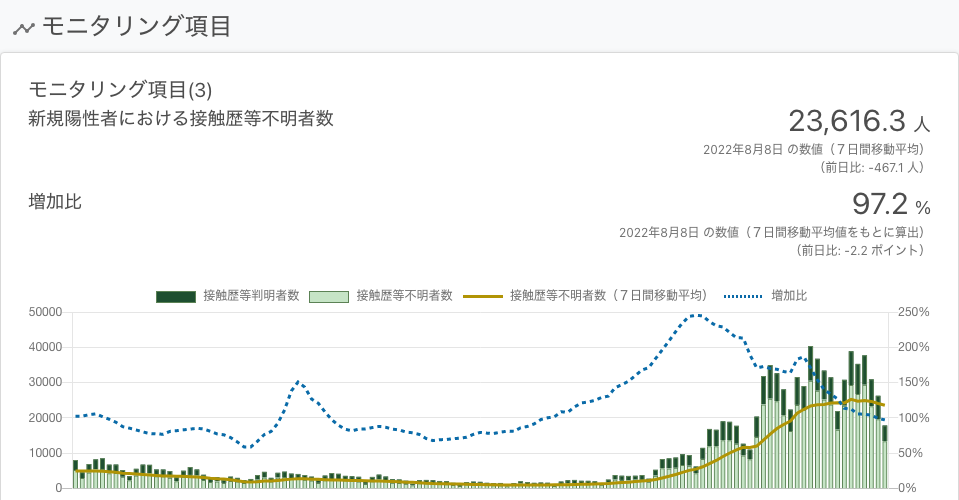 モニタリング項目
モニタリング項目(3)
新規陽性者における接触歴等不明者数
23,616.3 人
2022年8月8日 の数値（７日間移動平均）
（前日比: -467.1 人）
増加比
97.2 %
2022年8月8日 の数値（７日間移動平均値をもとに算出）
（前日比: -2.2 ポイント）
接触歴等判明者数 接触歴等不明者数 接触歴等不明者数（７日間移動平均） 増加比
50000 250%
40000 200%
30000 150%
20000 100%
10000 50%
0 0%